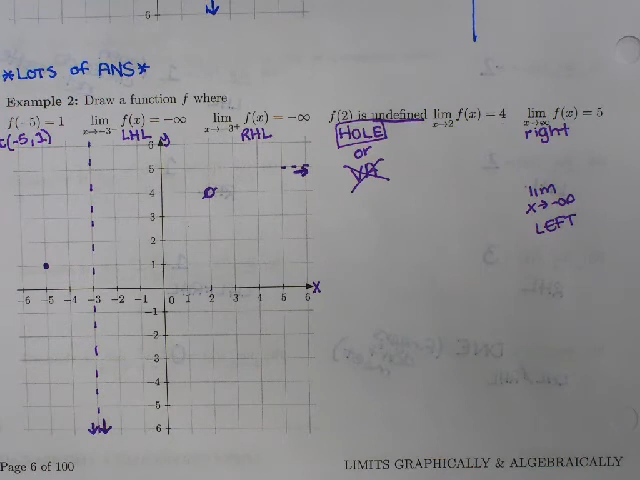 6
*LOTS of ANS*
Example 2: Draw a function f where
f(−5) = 1 lim x→−3⁻ f(x) = −∞ lim x→−3⁺ f(x) = −∞ f(2) is undefined lim x→2 f(x) = 4 lim x→∞ f(x) = 5
(-5,1) LHL RHL HOLE right
or
VA
lim
x→-∞
LEFT
y
6
5
4
3
2
1
x
−6 −5 −4 −3 −2 −1 0 1 2 3 4 5 6
−1
−2
−3
−4
−5
6
Page 6 of 100 LIMITS GRAPHICALLY & ALGEBRAICALLY